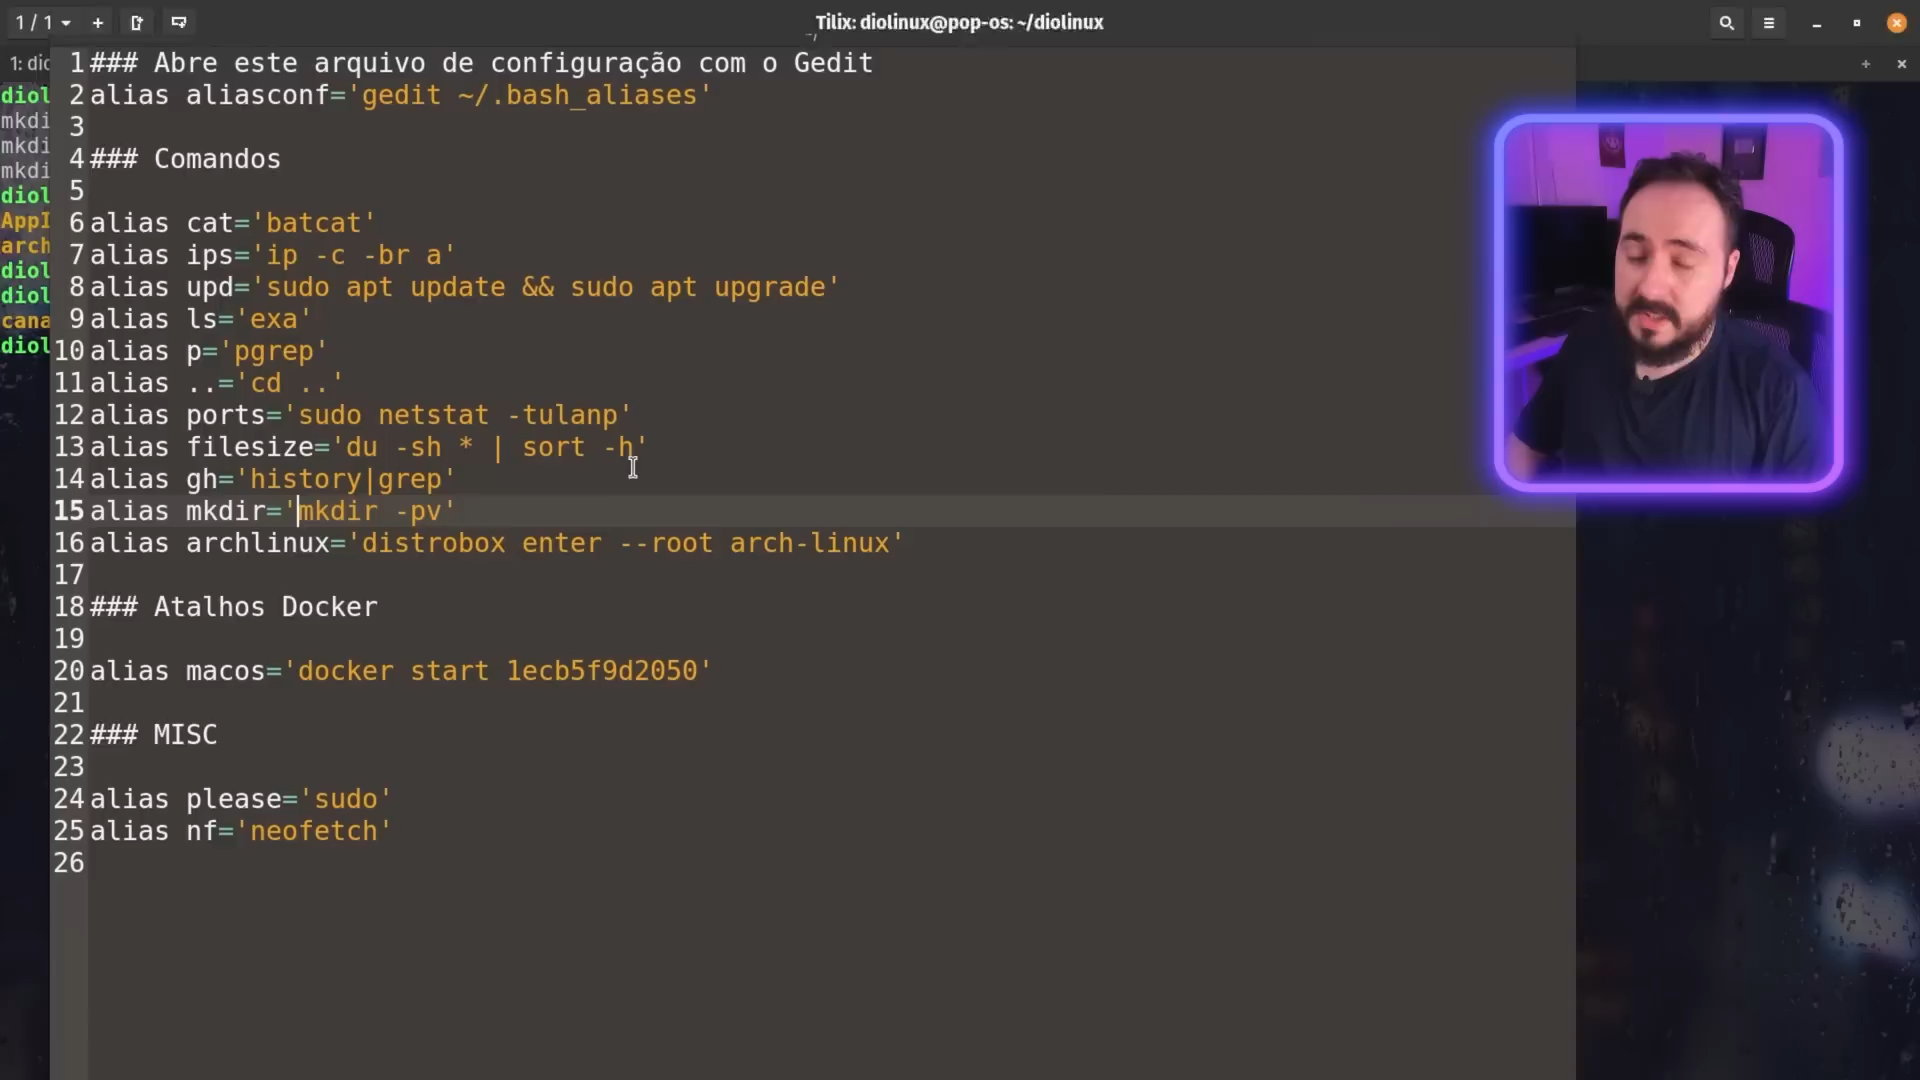 1 / 1
Tilix: diolinux@pop-os: ~/diolinux
1: dio
diol
mkdi
mkdi
mkdi
diol
AppI
arch
diol
diol
cana
diol
1 ### Abre este arquivo de configuração com o Gedit
2 alias aliasconf='gedit ~/.bash_aliases'
3
4 ### Comandos
5
6 alias cat='batcat'
7 alias ips='ip -c -br a'
8 alias upd='sudo apt update && sudo apt upgrade'
9 alias ls='exa'
10 alias p='pgrep'
11 alias ..='cd ..'
12 alias ports='sudo netstat -tulanp'
13 alias filesize='du -sh * | sort -h'
14 alias gh='history|grep'
15 alias mkdir='mkdir -pv'
16 alias archlinux='distrobox enter --root arch-linux'
17
18 ### Atalhos Docker
19
20 alias macos='docker start 1ecb5f9d2050'
21
22 ### MISC
23
24 alias please='sudo'
25 alias nf='neofetch'
26